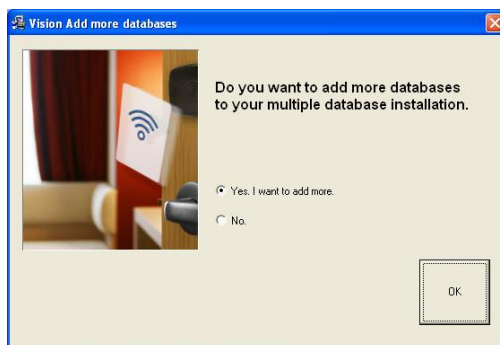 Vision Add more databases
Do you want to add more databases
to your multiple database installation.
Yes. I want to add more.
No.
OK